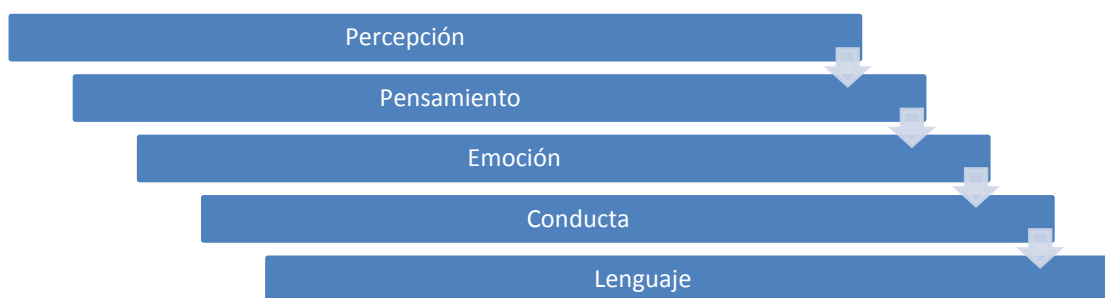 Percepción
Pensamiento
Emoción
Conducta
Lenguaje